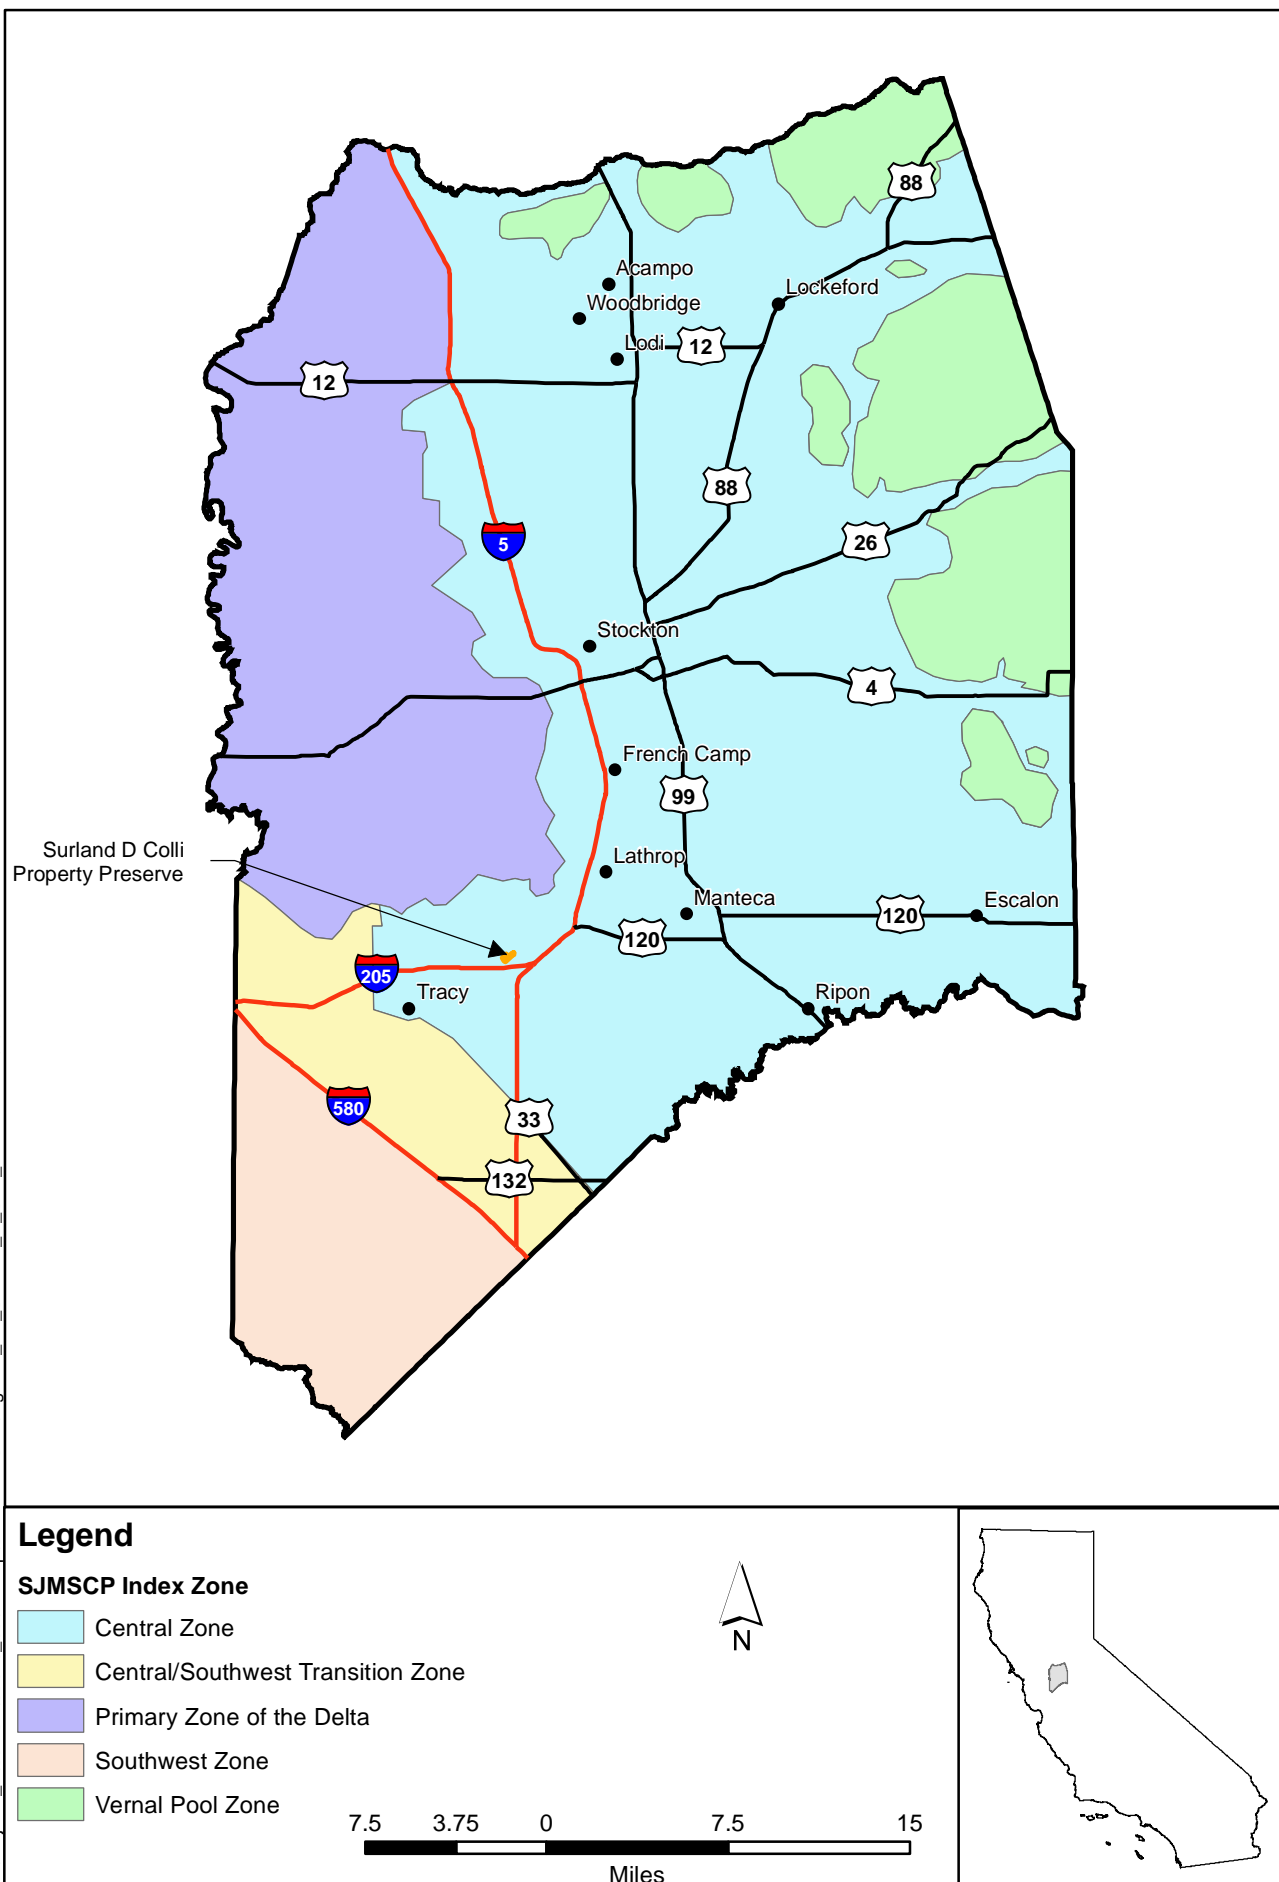 88
Acampo
Lockeford
Woodbridge
Lodi
12
12
88
5
26
Stockton
4
French Camp
99
Surland D Colli
Property Preserve
Lathrop
Manteca
Escalon
120
120
205
Tracy
Ripon
580
33
132
Legend
SJMSCP Index Zone
Central Zone
Central/Southwest Transition Zone
Primary Zone of the Delta
Southwest Zone
Vernal Pool Zone
N
7.5 3.75 0 7.5 15
Miles